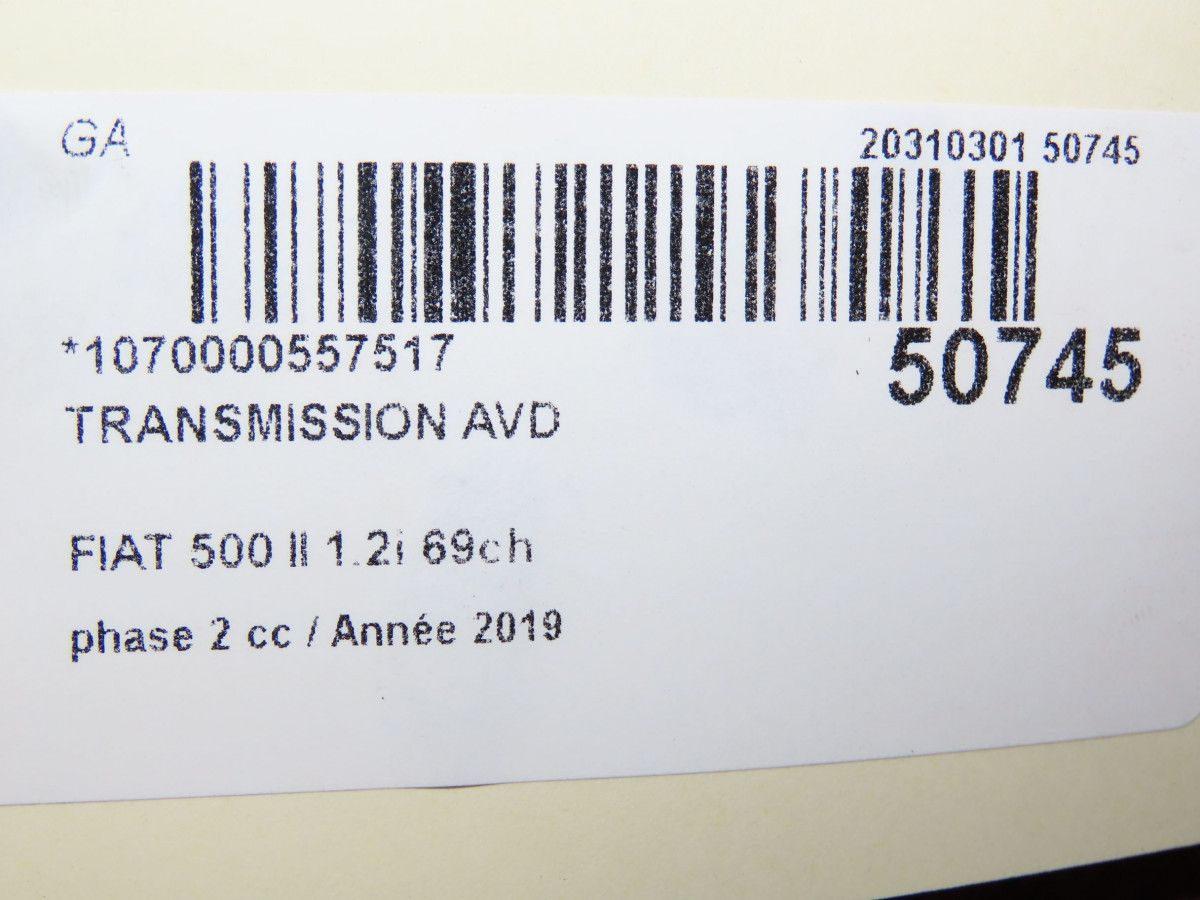 GA
20310301 50745
*1070000557517
50745
TRANSMISSION AVD
FIAT 500 II 1.2i 69ch
phase 2 cc / Année 2019